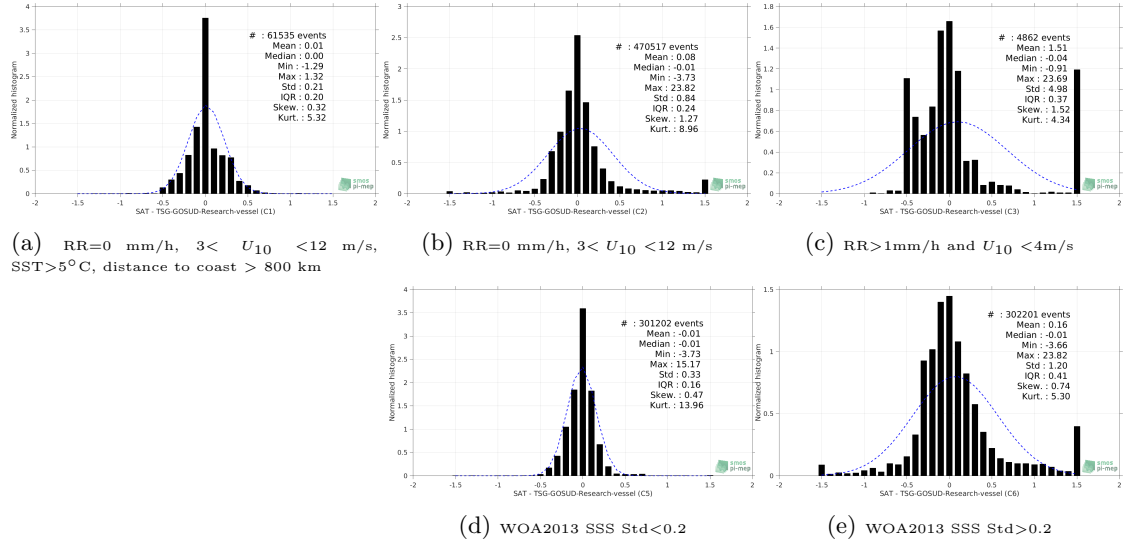 # : 61535 events
Mean : 0.01
Median : 0.00
Min : -1.29
Max : 1.32
Std : 0.21
IQR : 0.20
Skew. : 0.32
Kurt. : 5.32
Normalized histogram
4
3.5
3
2.5
2
1.5
1
0.5
0
-2 -1.5 -1 -0.5 0 0.5 1 1.5 2
SAT - TSG-GOSUD-Research-vessel (C1)
smos
pi-mep
(a) RR=0 mm/h, 3< U10 <12 m/s,
SST>5°C, distance to coast > 800 km
# : 470517 events
Mean : 0.08
Median : -0.01
Min : -3.73
Max : 23.82
Std : 0.84
IQR : 0.24
Skew. : 1.27
Kurt. : 8.96
Normalized histogram
3
2.5
2
1.5
1
0.5
0
-2 -1.5 -1 -0.5 0 0.5 1 1.5 2
SAT - TSG-GOSUD-Research-vessel (C2)
smos
pi-mep
(b) RR=0 mm/h, 3< U10 <12 m/s
# : 4862 events
Mean : 1.51
Median : -0.04
Min : -0.91
Max : 23.69
Std : 4.98
IQR : 0.37
Skew. : 1.52
Kurt. : 4.34
Normalized histogram
1.8
1.6
1.4
1.2
1
0.8
0.6
0.4
0.2
0
-2 -1.5 -1 -0.5 0 0.5 1 1.5 2
SAT - TSG-GOSUD-Research-vessel (C3)
smos
pi-mep
(c) RR>1mm/h and U10 <4m/s
# : 301202 events
Mean : -0.01
Median : -0.01
Min : -3.73
Max : 15.17
Std : 0.33
IQR : 0.16
Skew. : 0.47
Kurt. : 13.96
Normalized histogram
4
3.5
3
2.5
2
1.5
1
0.5
0
-2 -1.5 -1 -0.5 0 0.5 1 1.5 2
SAT - TSG-GOSUD-Research-vessel (C5)
smos
pi-mep
(d) WOA2013 SSS Std<0.2
# : 302201 events
Mean : 0.16
Median : -0.01
Min : -3.66
Max : 23.82
Std : 1.20
IQR : 0.41
Skew. : 0.74
Kurt. : 5.30
Normalized histogram
1.5
1
0.5
0
-2 -1.5 -1 -0.5 0 0.5 1 1.5 2
SAT - TSG-GOSUD-Research-vessel (C6)
smos
pi-mep
(e) WOA2013 SSS Std>0.2